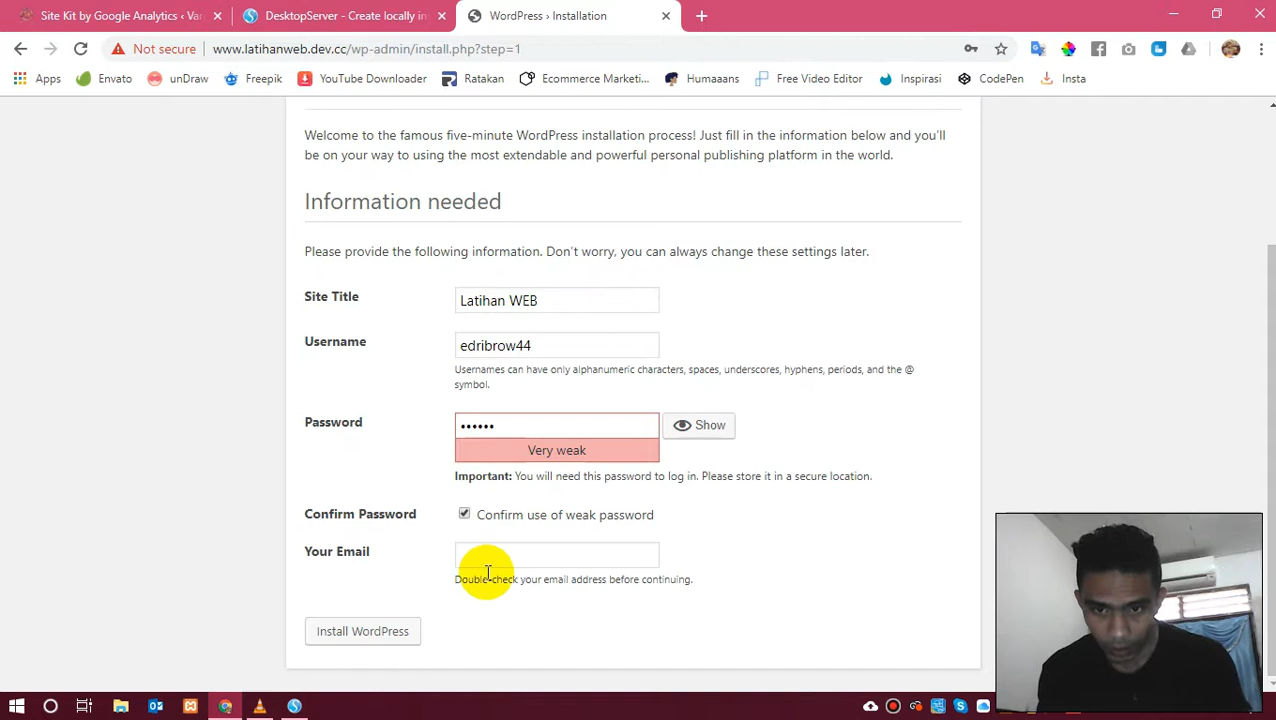 Site Kit by Google Analytics ‹ Var
DesktopServer - Create locally in
WordPress › Installation
Not secure
www.latihanweb.dev.cc/wp-admin/install.php?step=1
Apps
Envato
unDraw
Freepik
YouTube Downloader
Ratakan
Ecommerce Marketi...
Humaaans
Free Video Editor
Inspirasi
CodePen
Insta
Welcome to the famous five-minute WordPress installation process! Just fill in the information below and you'll
be on your way to using the most extendable and powerful personal publishing platform in the world.
Information needed
Please provide the following information. Don't worry, you can always change these settings later.
Site Title
Latihan WEB
Username
edribrow44
Usernames can have only alphanumeric characters, spaces, underscores, hyphens, periods, and the @
symbol.
Password
••••••
Show
Very weak
Important: You will need this password to log in. Please store it in a secure location.
Confirm Password
Confirm use of weak password
Your Email
Double-check your email address before continuing.
Install WordPress